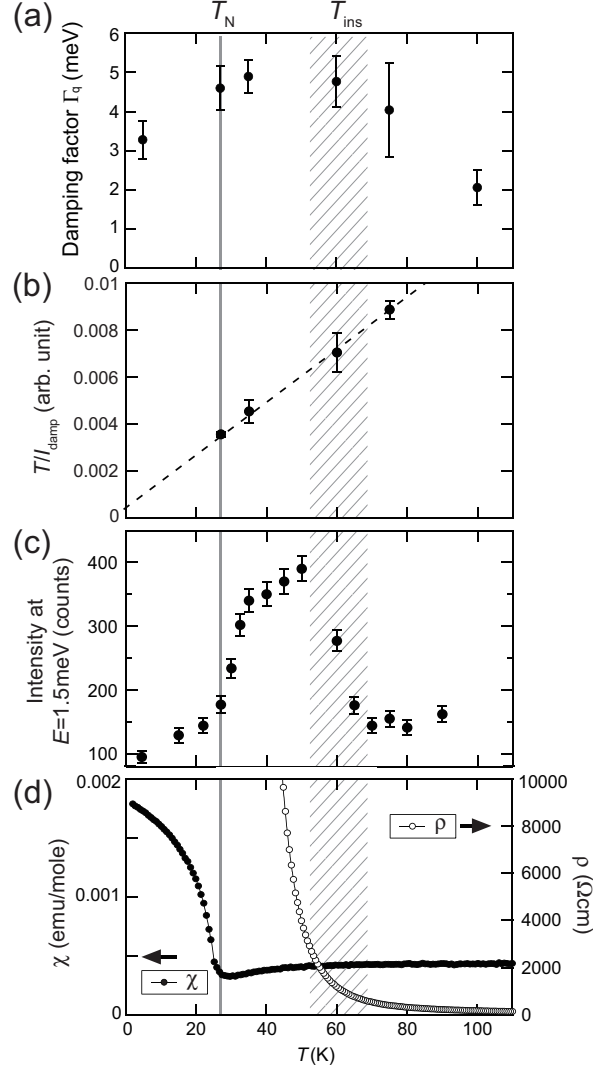 T_N T_ins
(a)
Damping factor Γ_q (meV)
6
5
4
3
2
1
0
(b)
T/I_damp (arb. unit)
0.01
0.008
0.006
0.004
0.002
0
(c)
Intensity at
E=1.5meV (counts)
400
300
200
100
(d)
χ (emu/mole)
0.002
0.001
0
χ
ρ
10000
8000
6000
4000
2000
0
ρ (Ωcm)
0 20 40 60 80 100
T(K)